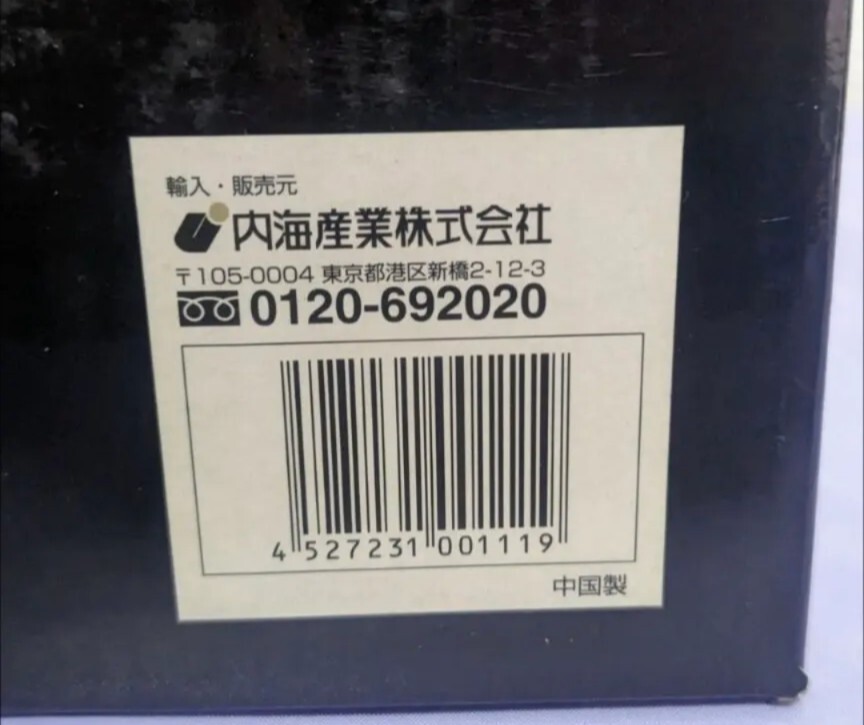 輸入・販売元
内海産業株式会社
〒105-0004 東京都港区新橋2-12-3
0120-692020
4 527231 001119
中国製